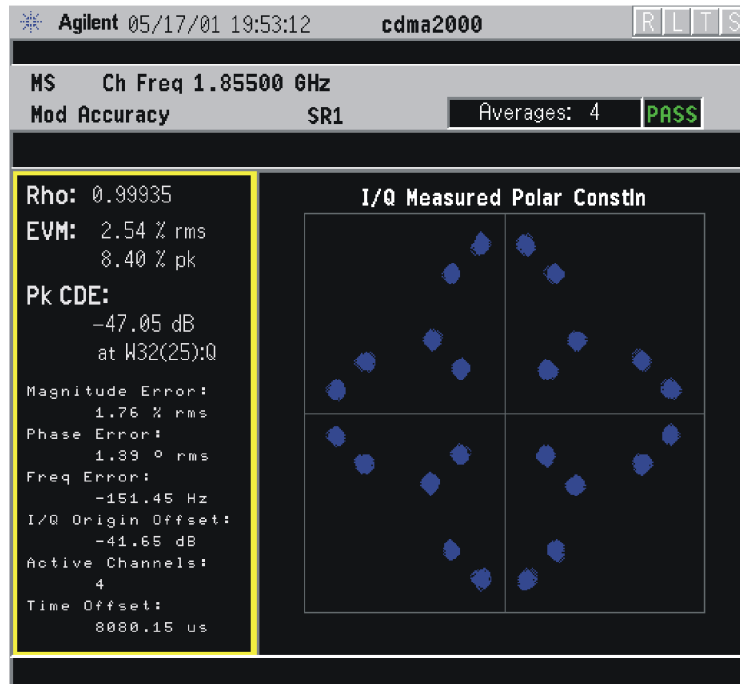 Agilent 05/17/01 19:53:12 cdma2000 R L T S
MS Ch Freq 1.85500 GHz
Mod Accuracy SR1 Averages: 4 PASS
Rho: 0.99935
I/Q Measured Polar Constln
EVM: 2.54 % rms
8.40 % pk
Pk CDE:
-47.05 dB
at W32(25):Q
Magnitude Error:
1.76 % rms
Phase Error:
1.39 º rms
Freq Error:
-151.45 Hz
I/Q Origin Offset:
-41.65 dB
Active Channels:
4
Time Offset:
8080.15 us